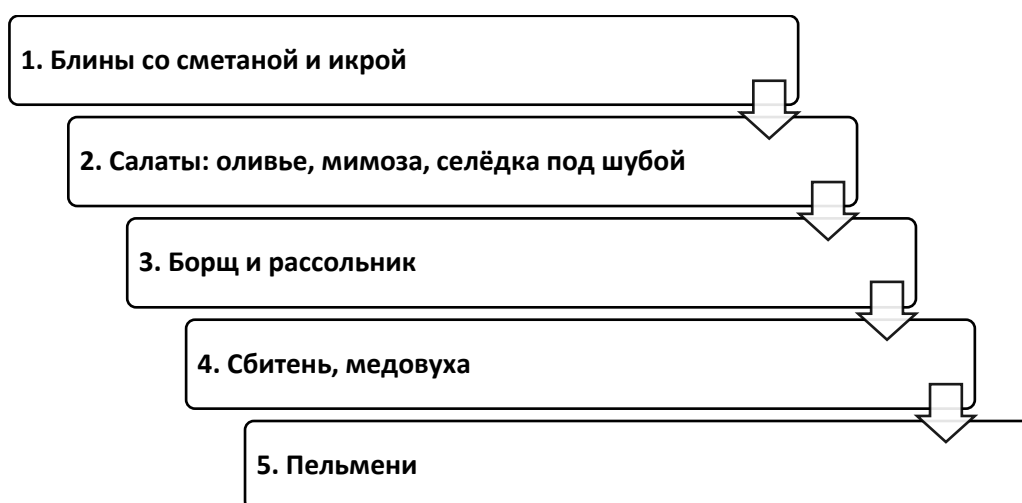 1. Блины со сметаной и икрой
2. Салаты: оливье, мимоза, селёдка под шубой
3. Борщ и рассольник
4. Сбитень, медовуха
5. Пельмени